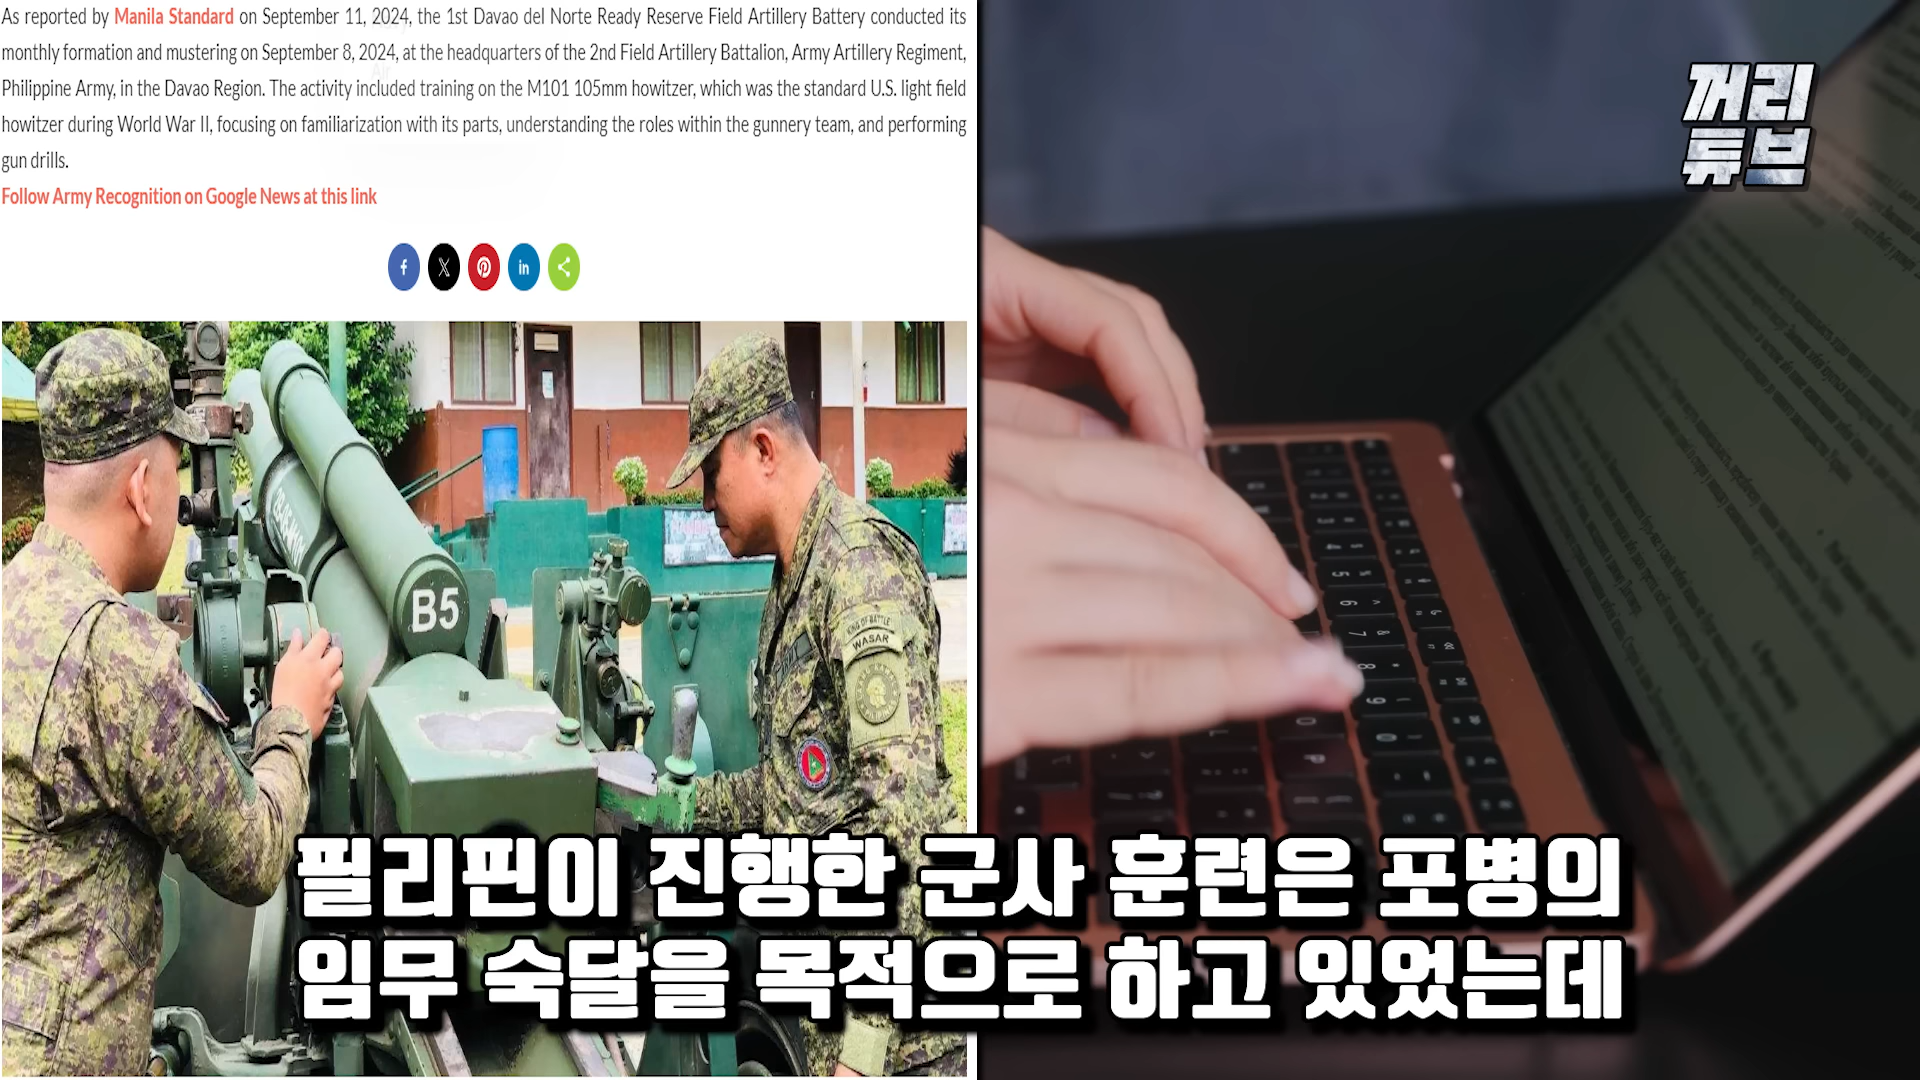 As reported by Manila Standard on September 11, 2024, the 1st Davao del Norte Ready Reserve Field Artillery Battery conducted its
monthly formation and mustering on September 8, 2024, at the headquarters of the 2nd Field Artillery Battalion, Army Artillery Regiment,
Philippine Army, in the Davao Region. The activity included training on the M101 105mm howitzer, which was the standard U.S. light field
howitzer during World War II, focusing on familiarization with its parts, understanding the roles within the gunnery team, and performing
gun drills.
Follow Army Recognition on Google News at this link
꺼리
튜브
B5
KING OF BATTLE
WASAR
필리핀이 진행한 군사 훈련은 포병의
임무 숙달을 목적으로 하고 있었는데